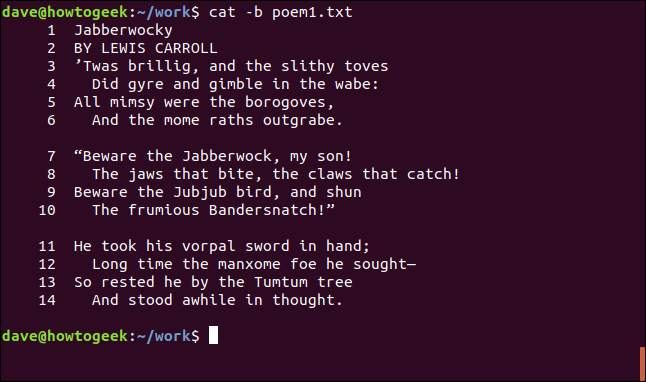 dave@howtogeek:~/work$ cat -b poem1.txt
1 Jabberwocky
2 BY LEWIS CARROLL
3 ’Twas brillig, and the slithy toves
4 Did gyre and gimble in the wabe:
5 All mimsy were the borogoves,
6 And the mome raths outgrabe.
7 “Beware the Jabberwock, my son!
8 The jaws that bite, the claws that catch!
9 Beware the Jubjub bird, and shun
10 The frumious Bandersnatch!”
11 He took his vorpal sword in hand;
12 Long time the manxome foe he sought—
13 So rested he by the Tumtum tree
14 And stood awhile in thought.
dave@howtogeek:~/work$